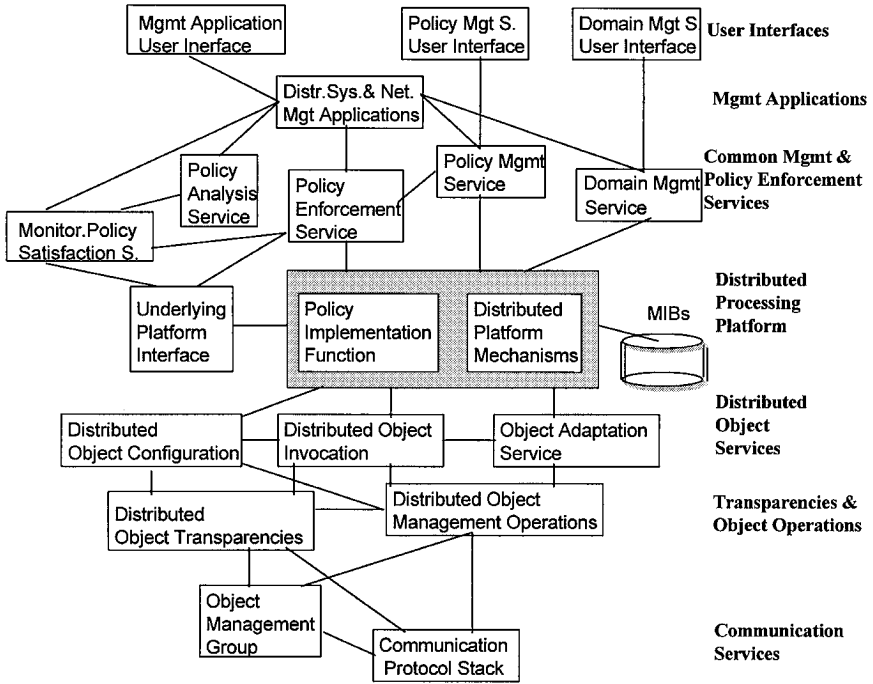 Mgmt Application
User Inerface
Policy Mgt S.
User Interface
Domain Mgt S.
User Interface
User Interfaces
Distr.Sys.& Net.
Mgt Applications
Mgmt Applications
Policy
Analysis
Service
Policy
Enforcement
Service
Policy Mgmt
Service
Domain Mgmt
Service
Common Mgmt &
Policy Enforcement
Services
Monitor.Policy
Satisfaction S.
Underlying
Platform
Interface
Policy
Implementation
Function
Distributed
Platform
Mechanisms
MIBs
Distributed
Processing
Platform
Distributed
Object Configuration
Distributed Object
Invocation
Object Adaptation
Service
Distributed
Object
Services
Distributed
Object Transparencies
Distributed Object
Management Operations
Transparencies &
Object Operations
Object
Management
Group
Communication
Protocol Stack
Communication
Services